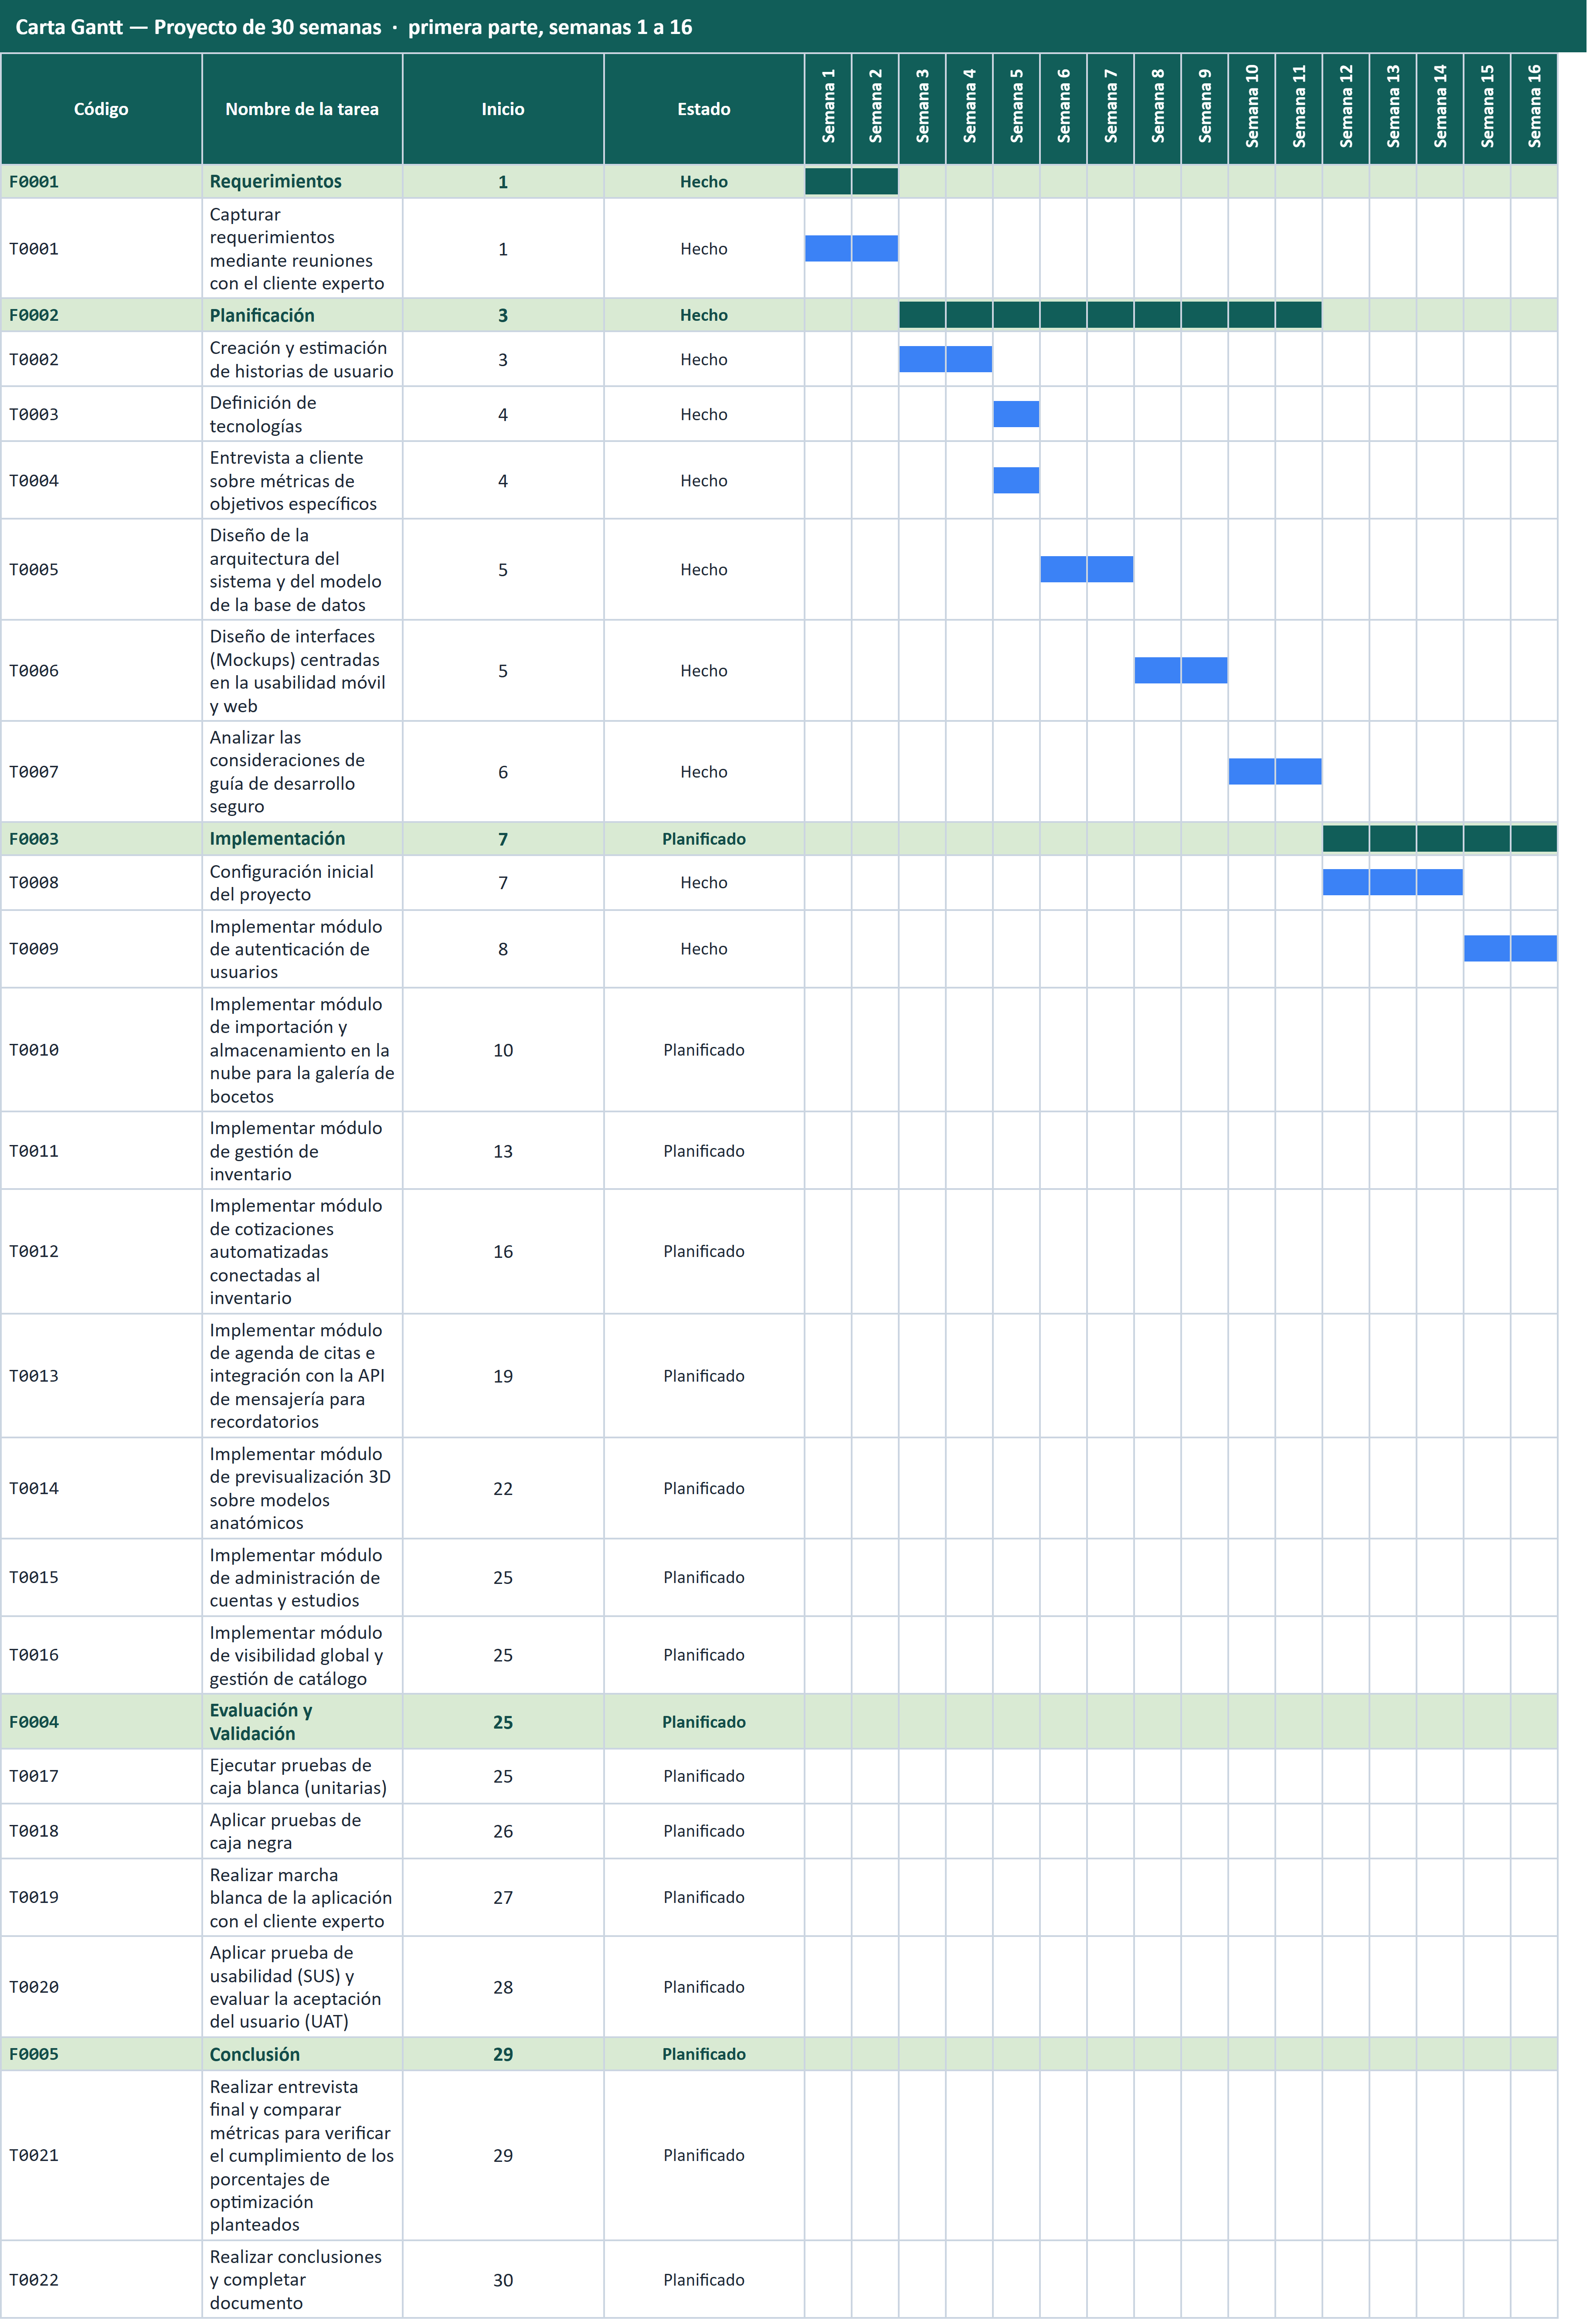 Carta Gantt — Proyecto de 30 semanas · primera parte, semanas 1 a 16
Código
Nombre de la tarea
Inicio
Estado
Semana 1
Semana 2
Semana 3
Semana 4
Semana 5
Semana 6
Semana 7
Semana 8
Semana 9
Semana 10
Semana 11
Semana 12
Semana 13
Semana 14
Semana 15
Semana 16
F0001 Requerimientos 1 Hecho
T0001
Capturar
requerimientos
mediante reuniones
con el cliente experto
1
Hecho
F0002 Planificación 3 Hecho
T0002
Creación y estimación
de historias de usuario
3
Hecho
T0003
Definición de
tecnologías
4
Hecho
T0004
Entrevista a cliente
sobre métricas de
objetivos específicos
4
Hecho
T0005
Diseño de la
arquitectura del
sistema y del modelo
de la base de datos
5
Hecho
T0006
Diseño de interfaces
(Mockups) centradas
en la usabilidad móvil
y web
5
Hecho
T0007
Analizar las
consideraciones de
guía de desarrollo
seguro
6
Hecho
F0003 Implementación 7 Planificado
T0008
Configuración inicial
del proyecto
7
Hecho
T0009
Implementar módulo
de autenticación de
usuarios
8
Hecho
T0010
Implementar módulo
de importación y
almacenamiento en la
nube para la galería de
bocetos
10
Planificado
T0011
Implementar módulo
de gestión de
inventario
13
Planificado
T0012
Implementar módulo
de cotizaciones
automatizadas
conectadas al
inventario
16
Planificado
T0013
Implementar módulo
de agenda de citas e
integración con la API
de mensajería para
recordatorios
19
Planificado
T0014
Implementar módulo
de previsualización 3D
sobre modelos
anatómicos
22
Planificado
T0015
Implementar módulo
de administración de
cuentas y estudios
25
Planificado
T0016
Implementar módulo
de visibilidad global y
gestión de catálogo
25
Planificado
F0004
Evaluación y
Validación
25
Planificado
T0017
Ejecutar pruebas de
caja blanca (unitarias)
25
Planificado
T0018
Aplicar pruebas de
caja negra
26
Planificado
T0019
Realizar marcha
blanca de la aplicación
con el cliente experto
27
Planificado
T0020
Aplicar prueba de
usabilidad (SUS) y
evaluar la aceptación
del usuario (UAT)
28
Planificado
F0005 Conclusión 29 Planificado
T0021
Realizar entrevista
final y comparar
métricas para verificar
el cumplimiento de los
porcentajes de
optimización
planteados
29
Planificado
T0022
Realizar conclusiones
y completar
documento
30
Planificado